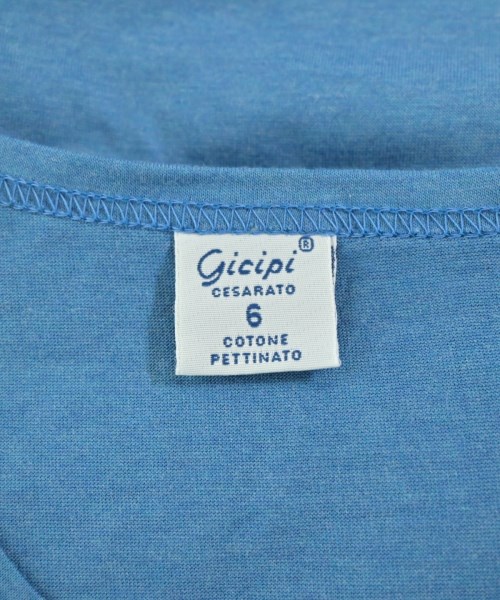 Gicipi®
CESARATO
6
COTONE
PETTINATO